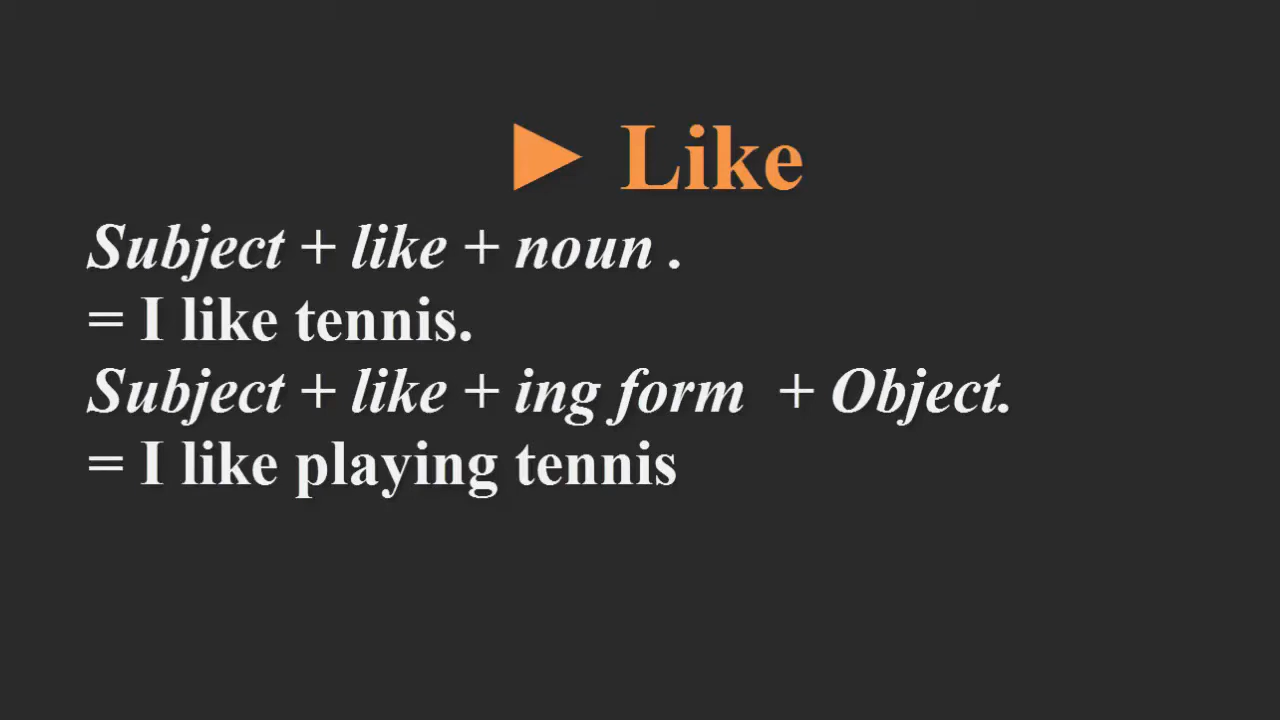 ► Like
Subject + like + noun .
= I like tennis.
Subject + like + ing form + Object.
= I like playing tennis